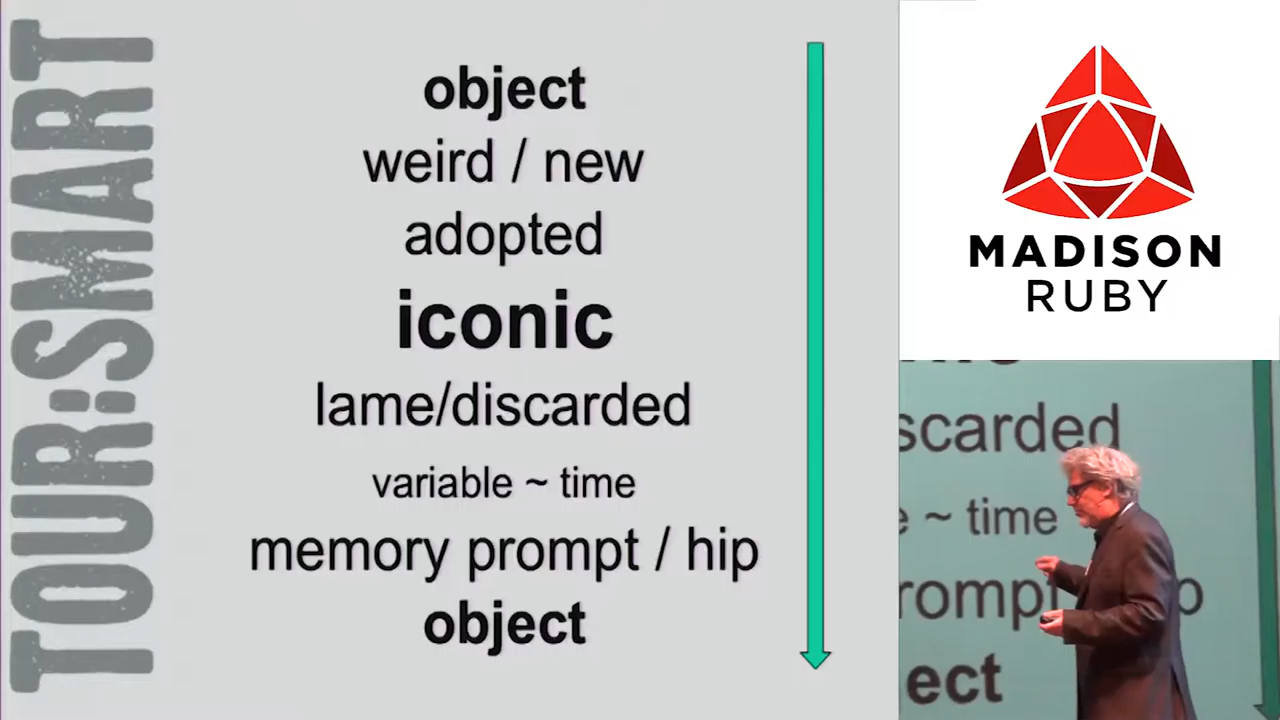 TOUR:SMART
object
weird / new
adopted
iconic
lame/discarded
variable ~ time
memory prompt / hip
object
MADISON
RUBY
scarded
e ~ time
rompt
p
ect